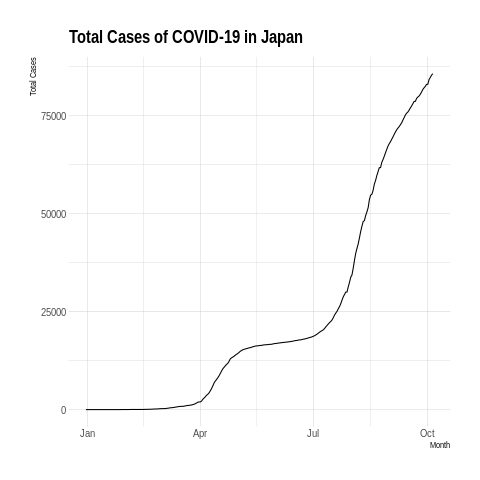 Total Cases of COVID-19 in Japan
Total Cases
75000
50000
25000
0
Jan Apr Jul Oct
Month